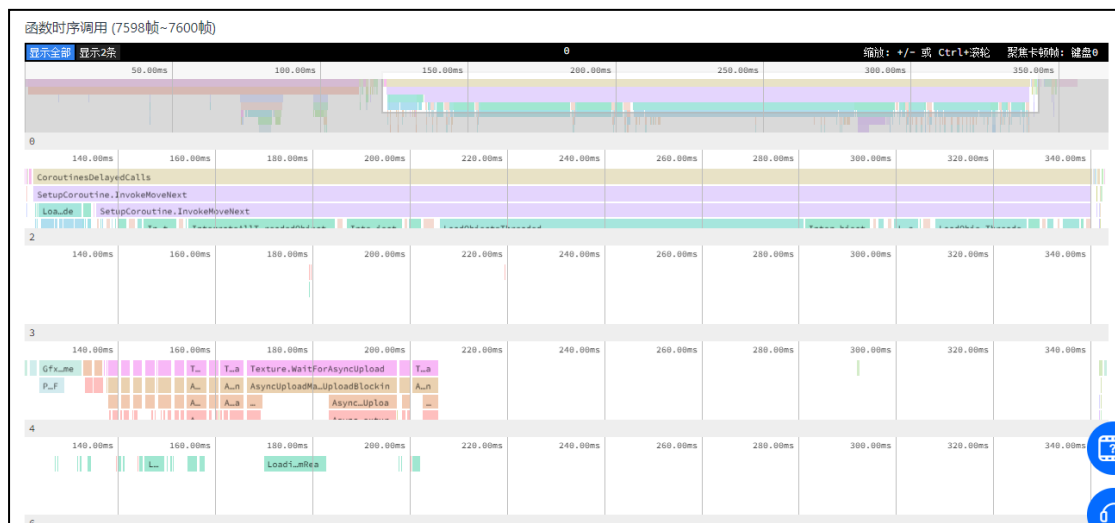 函数时序调用 (7598帧~7600帧)
显示全部 显示2条 0 缩放: +/- 或 Ctrl+滚轮 聚焦卡顿帧: 键盘0
50.00ms 100.00ms 150.00ms 200.00ms 250.00ms 300.00ms 350.00ms
0
140.00ms 160.00ms 180.00ms 200.00ms 220.00ms 240.00ms 260.00ms 280.00ms 300.00ms 320.00ms 340.00ms
CoroutinesDelayedCalls
SetupCoroutine.InvokeMoveNext
Loa…de SetupCoroutine.InvokeMoveNext
LoadObjectsThreaded
2
140.00ms 160.00ms 180.00ms 200.00ms 220.00ms 240.00ms 260.00ms 280.00ms 300.00ms 320.00ms 340.00ms
3
140.00ms 160.00ms 180.00ms 200.00ms 220.00ms 240.00ms 260.00ms 280.00ms 300.00ms 320.00ms 340.00ms
Gfx…me T… T…a Texture.WaitForAsyncUpload T…a
P…F A… A…n AsyncUploadMa…UploadBlockin A…n
A… A…a … Async…Uploa …
4
140.00ms 160.00ms 180.00ms 200.00ms 220.00ms 240.00ms 260.00ms 280.00ms 300.00ms 320.00ms 340.00ms
L… Loadi…mRea